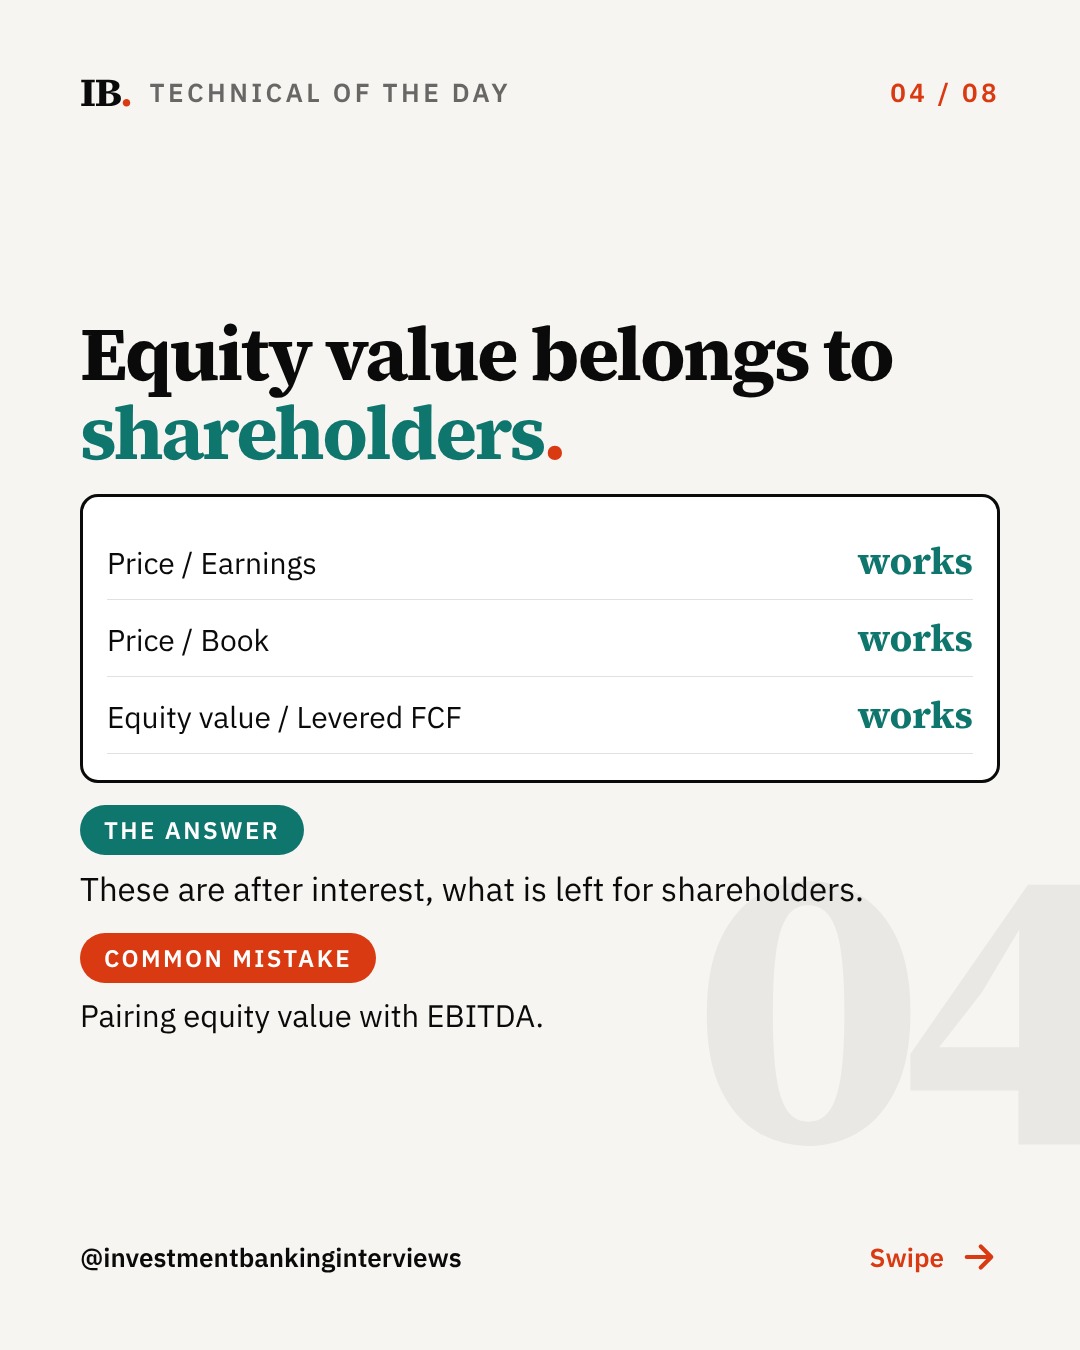 IB. TECHNICAL OF THE DAY
04 / 08
Equity value belongs to
shareholders.
Price / Earnings works
Price / Book works
Equity value / Levered FCF works
THE ANSWER
These are after interest, what is left for shareholders.
COMMON MISTAKE
Pairing equity value with EBITDA.
04
@investmentbankinginterviews
Swipe →